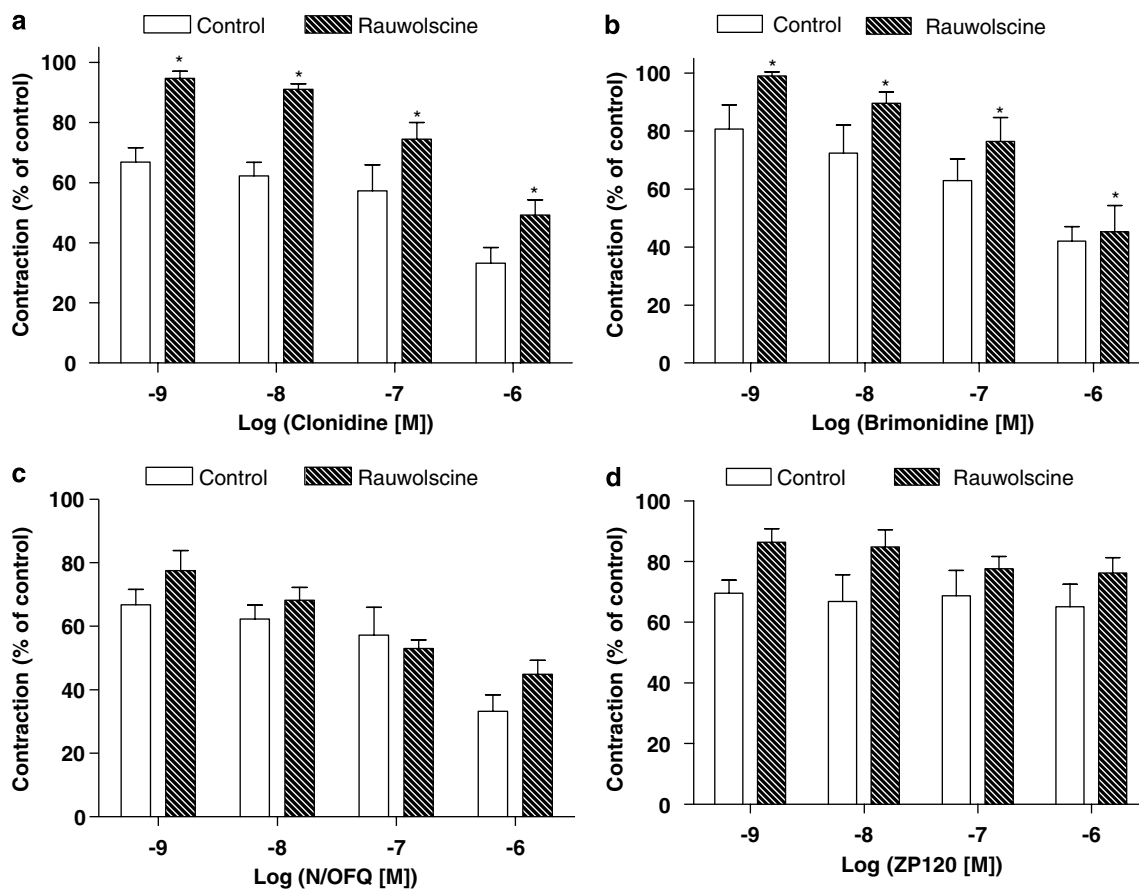 a
Control
Rauwolscine
Contraction (% of control)
100
80
60
40
20
0
*
*
*
*
-9
-8
-7
-6
Log (Clonidine [M])
b
Control
Rauwolscine
Contraction (% of control)
100
80
60
40
20
0
*
*
*
*
-9
-8
-7
-6
Log (Brimonidine [M])
c
Control
Rauwolscine
Contraction (% of control)
100
80
60
40
20
0
-9
-8
-7
-6
Log (N/OFQ [M])
d
Control
Rauwolscine
Contraction (% of control)
100
80
60
40
20
0
-9
-8
-7
-6
Log (ZP120 [M])